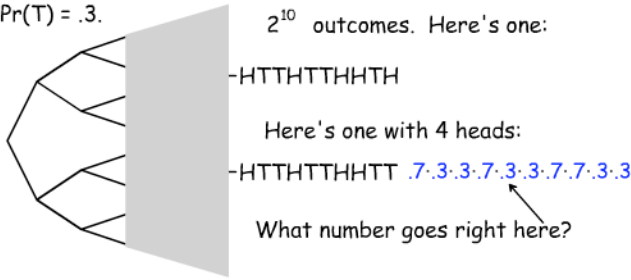 Pr(T) = .3.
2^10 outcomes. Here's one:
-HTTHTTHHTH
Here's one with 4 heads:
-HTTHTTHHTT .7·.3·.3·.7·.3·.3·.7·.7·.3·.3
What number goes right here?